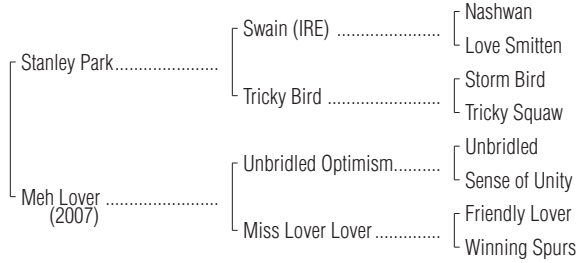 Nashwan
Swain (IRE) ........................
Love Smitten
Stanley Park........................
Storm Bird
Tricky Bird ..........................
Tricky Squaw
Unbridled
Unbridled Optimism...........
Sense of Unity
Meh Lover ..........................
(2007)
Friendly Lover
Miss Lover Lover...............
Winning Spurs